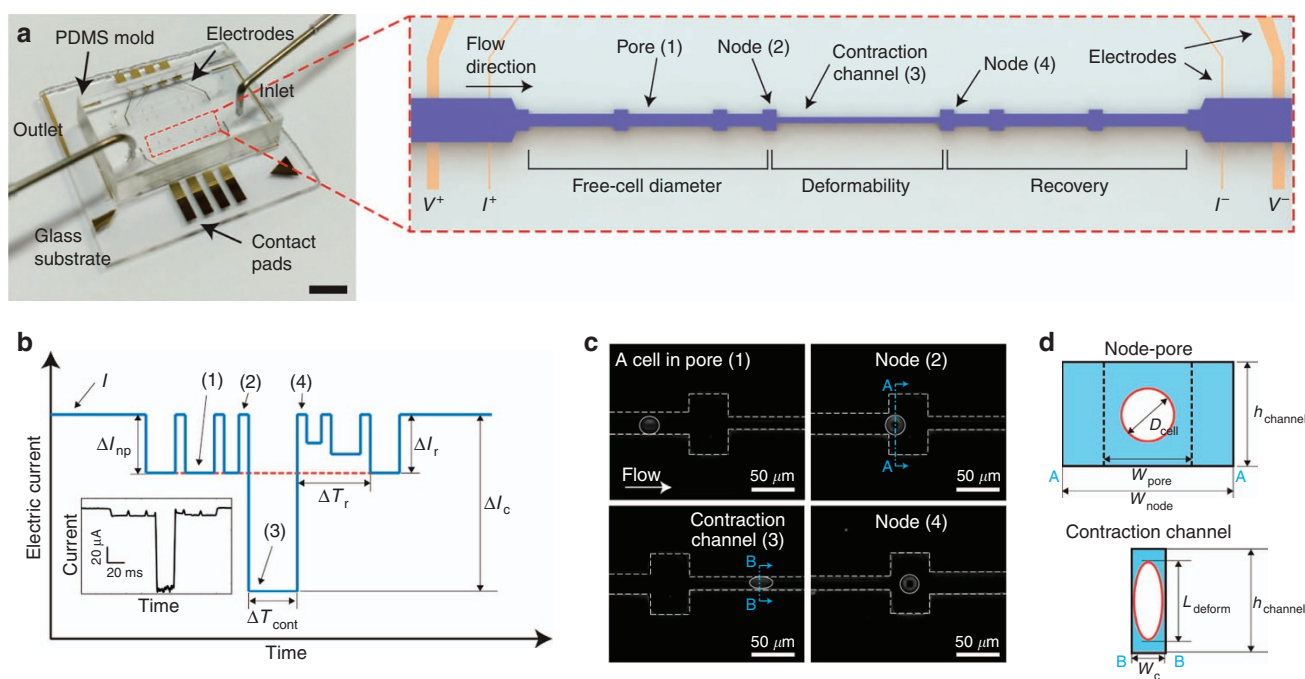 a
PDMS mold
Electrodes
Inlet
Outlet
Glass
substrate
Contact
pads
Flow
direction
Pore (1)
Node (2)
Contraction
channel (3)
Node (4)
Electrodes
Free-cell diameter
Deformability
Recovery
V+
I+
I−
V−
b
Electric current
I
(1)
(2)
(4)
ΔInp
ΔIr
ΔTr
ΔIc
(3)
ΔTcont
Current
20 μA
20 ms
Time
Time
c
A cell in pore (1)
Flow
50 μm
Node (2)
A
A
50 μm
Contraction
channel (3)
B
B
50 μm
Node (4)
50 μm
d
Node-pore
Dcell
hchannel
A
Wpore
A
Wnode
Contraction channel
Ldeform
hchannel
B
Wc
B